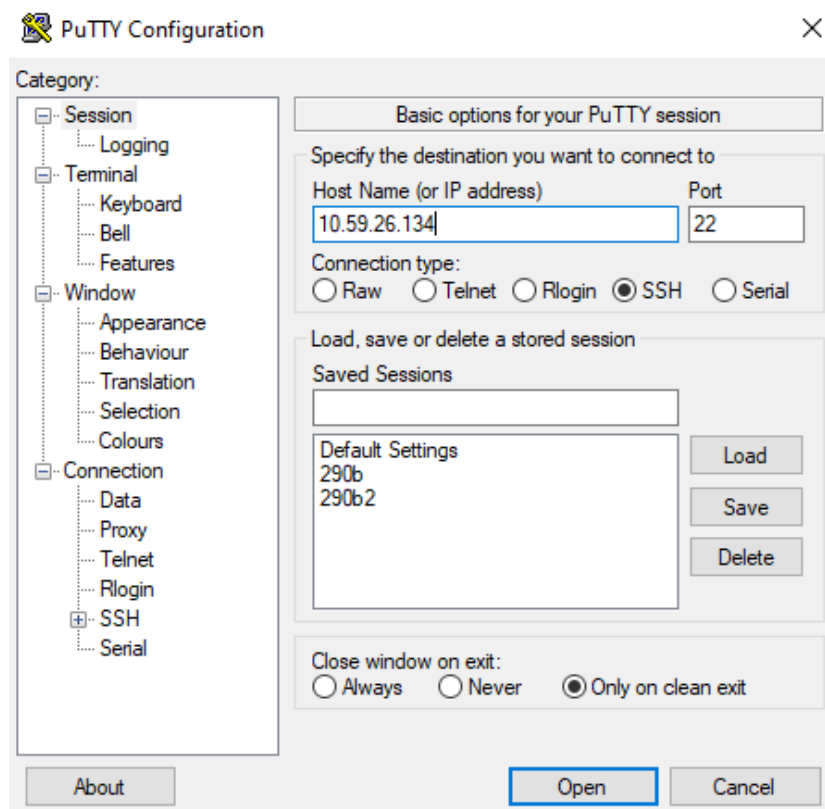 PuTTY Configuration
Category:
Session
Logging
Terminal
Keyboard
Bell
Features
Window
Appearance
Behaviour
Translation
Selection
Colours
Connection
Data
Proxy
Telnet
Rlogin
SSH
Serial
Basic options for your PuTTY session
Specify the destination you want to connect to
Host Name (or IP address) Port
10.59.26.134 22
Connection type:
Raw Telnet Rlogin SSH Serial
Load, save or delete a stored session
Saved Sessions
Default Settings
290b
290b2
Load
Save
Delete
Close window on exit:
Always Never Only on clean exit
About Open Cancel